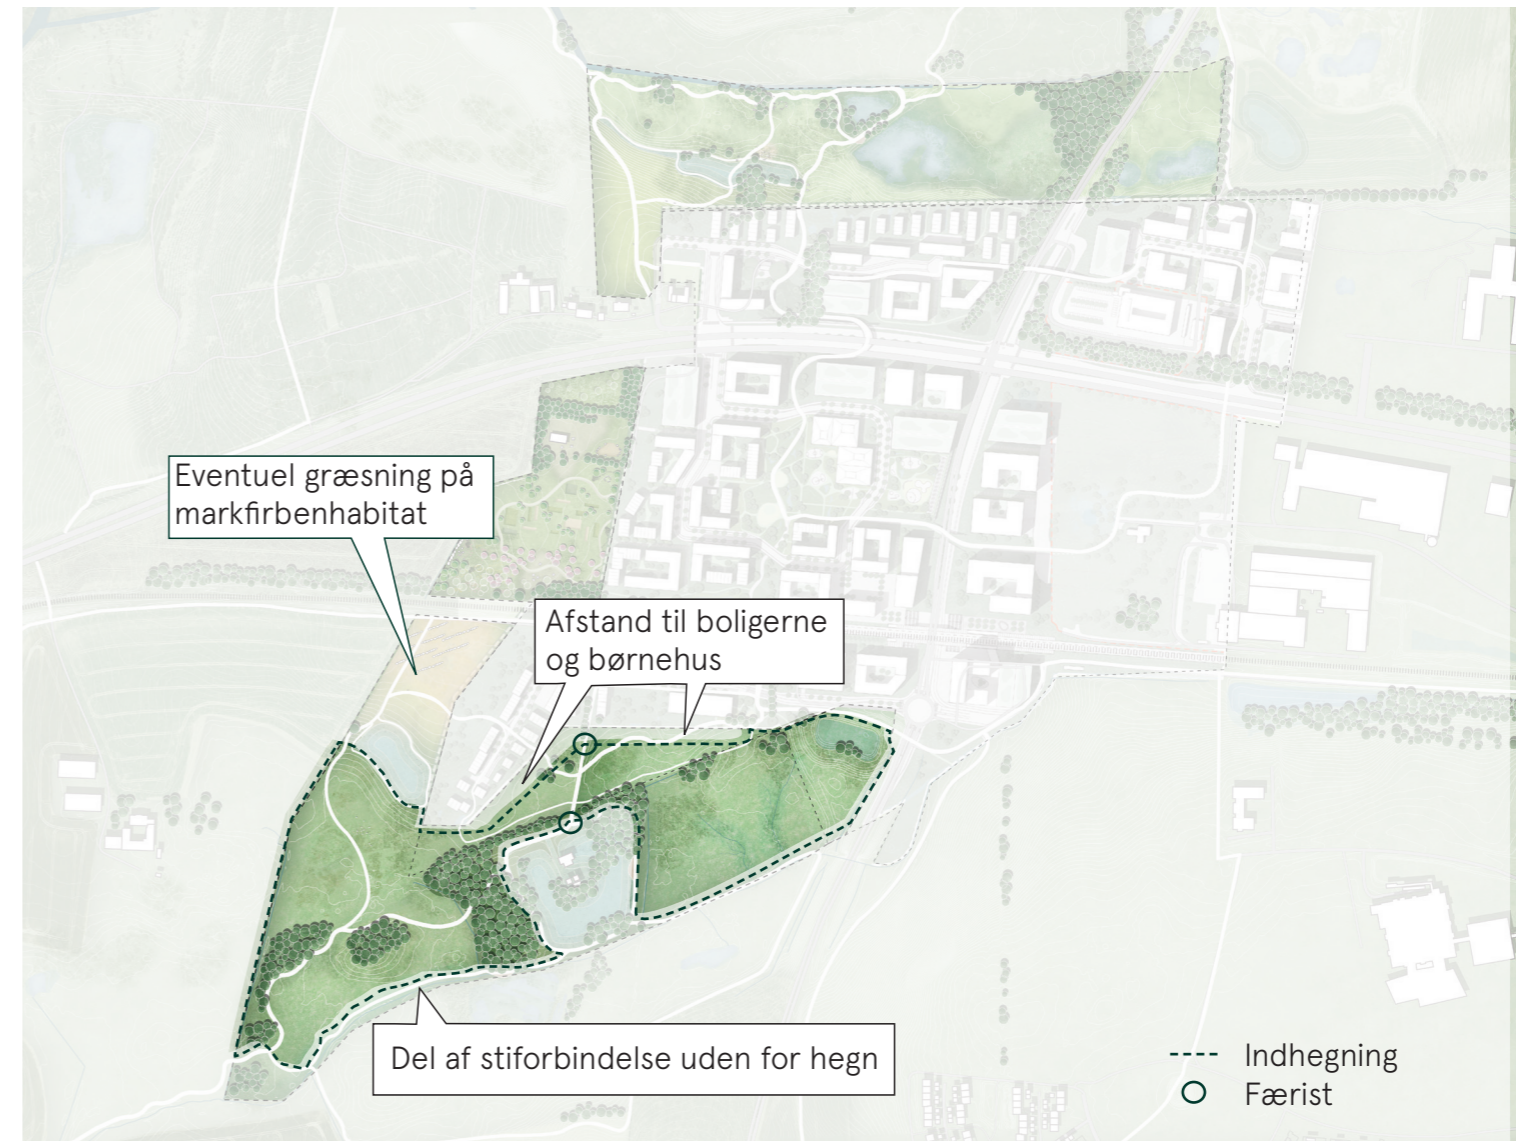 Eventuel græsning på
markfirbenhabitat
Afstand til boligerne
og børnehus
Del af stiforbindelse uden for hegn
Indhegning
Færist